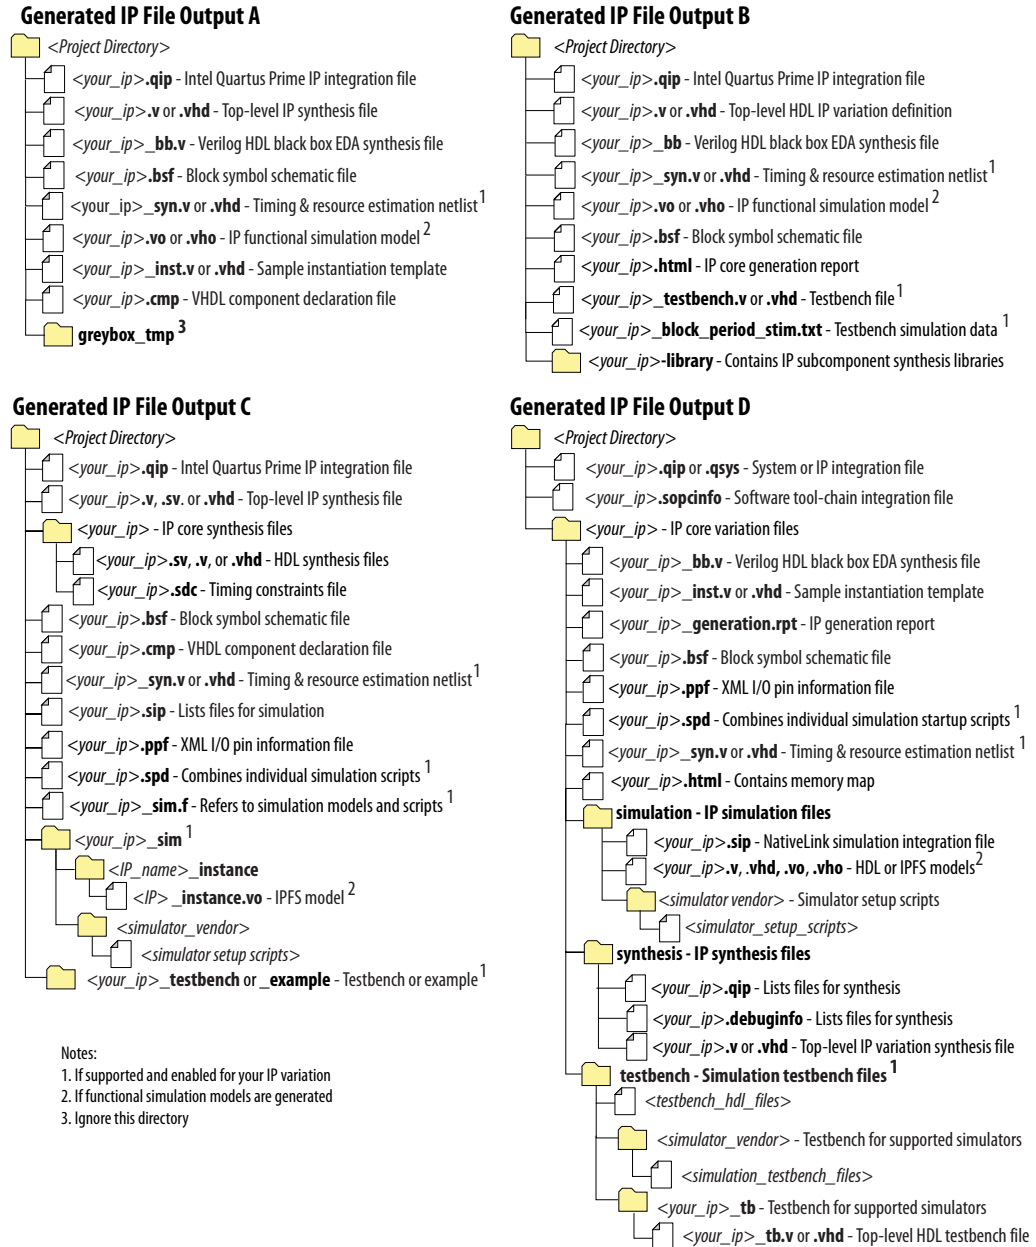 Generated IP File Output A
<Project Directory>
<your_ip>.qip - Intel Quartus Prime IP integration file
<your_ip>.v or .vhd - Top-level IP synthesis file
<your_ip>_bb.v - Verilog HDL black box EDA synthesis file
<your_ip>.bsf - Block symbol schematic file
<your_ip>_syn.v or .vhd - Timing & resource estimation netlist 1
<your_ip>.vo or .vho - IP functional simulation model 2
<your_ip>_inst.v or .vhd - Sample instantiation template
<your_ip>.cmp - VHDL component declaration file
greybox_tmp 3
Generated IP File Output B
<Project Directory>
<your_ip>.qip - Intel Quartus Prime IP integration file
<your_ip>.v or .vhd - Top-level HDL IP variation definition
<your_ip>_bb - Verilog HDL black box EDA synthesis file
<your_ip>_syn.v or .vhd - Timing & resource estimation netlist 1
<your_ip>.vo or .vho - IP functional simulation model 2
<your_ip>.bsf - Block symbol schematic file
<your_ip>.html - IP core generation report
<your_ip>_testbench.v or .vhd - Testbench file 1
<your_ip>_block_period_stim.txt - Testbench simulation data 1
<your_ip>-library - Contains IP subcomponent synthesis libraries
Generated IP File Output C
<Project Directory>
<your_ip>.qip - Intel Quartus Prime IP integration file
<your_ip>.v, .sv. or .vhd - Top-level IP synthesis file
<your_ip> - IP core synthesis files
<your_ip>.sv, .v, or .vhd - HDL synthesis files
<your_ip>.sdc - Timing constraints file
<your_ip>.bsf - Block symbol schematic file
<your_ip>.cmp - VHDL component declaration file
<your_ip>_syn.v or .vhd - Timing & resource estimation netlist 1
<your_ip>.sip - Lists files for simulation
<your_ip>.ppf - XML I/O pin information file
<your_ip>.spd - Combines individual simulation scripts 1
<your_ip>_sim.f - Refers to simulation models and scripts 1
<your_ip>_sim 1
<IP_name>_instance
<IP>_instance.vo - IPFS model 2
<simulator_vendor>
<simulator setup scripts>
<your_ip>_testbench or _example - Testbench or example 1
Notes:
1. If supported and enabled for your IP variation
2. If functional simulation models are generated
3. Ignore this directory
Generated IP File Output D
<Project Directory>
<your_ip>.qip or .qsys - System or IP integration file
<your_ip>.sopcinfo - Software tool-chain integration file
<your_ip> - IP core variation files
<your_ip>_bb.v - Verilog HDL black box EDA synthesis file
<your_ip>_inst.v or .vhd - Sample instantiation template
<your_ip>_generation.rpt - IP generation report
<your_ip>.bsf - Block symbol schematic file
<your_ip>.ppf - XML I/O pin information file
<your_ip>.spd - Combines individual simulation startup scripts 1
<your_ip>_syn.v or .vhd - Timing & resource estimation netlist 1
<your_ip>.html - Contains memory map
simulation - IP simulation files
<your_ip>.sip - NativeLink simulation integration file
<your_ip>.v, .vhd, .vo, .vho - HDL or IPFS models 2
<simulator vendor> - Simulator setup scripts
<simulator_setup_scripts>
synthesis - IP synthesis files
<your_ip>.qip - Lists files for synthesis
<your_ip>.debuginfo - Lists files for synthesis
<your_ip>.v or .vhd - Top-level IP variation synthesis file
testbench - Simulation testbench files 1
<testbench_hdl_files>
<simulator_vendor> - Testbench for supported simulators
<simulation_testbench_files>
<your_ip>_tb - Testbench for supported simulators
<your_ip>_tb.v or .vhd - Top-level HDL testbench file